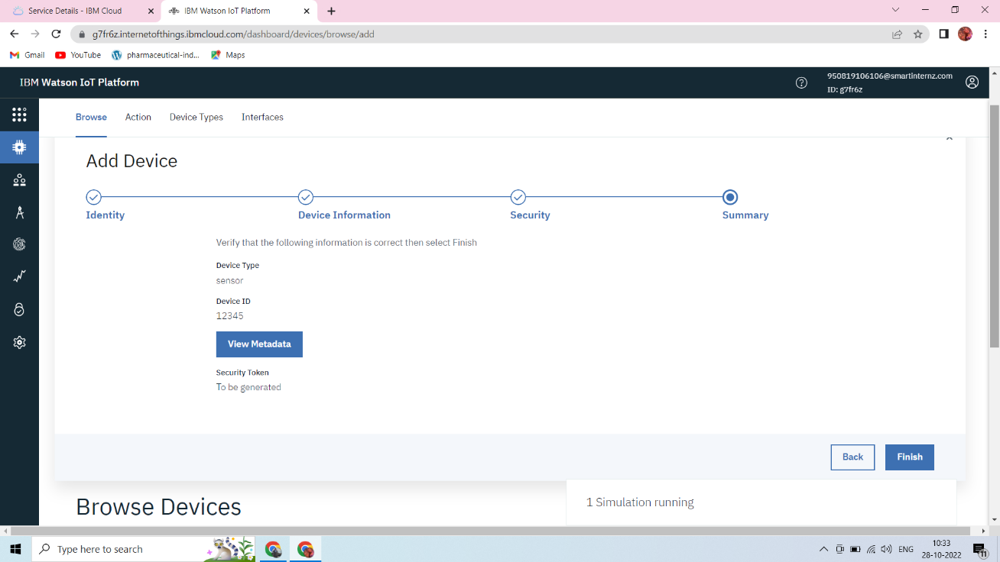 Service Details - IBM Cloud
IBM Watson IoT Platform
g7fr6z.internetofthings.ibmcloud.com/dashboard/devices/browse/add
Gmail YouTube pharmaceutical-ind... Maps
IBM Watson IoT Platform
950819106106@smartinternz.com
ID: g7fr6z
Browse Action Device Types Interfaces
Add Device
Identity Device Information Security Summary
Verify that the following information is correct then select Finish
Device Type
sensor
Device ID
12345
View Metadata
Security Token
To be generated
Back Finish
Browse Devices
1 Simulation running
Type here to search
ENG
10:33
28-10-2022
11